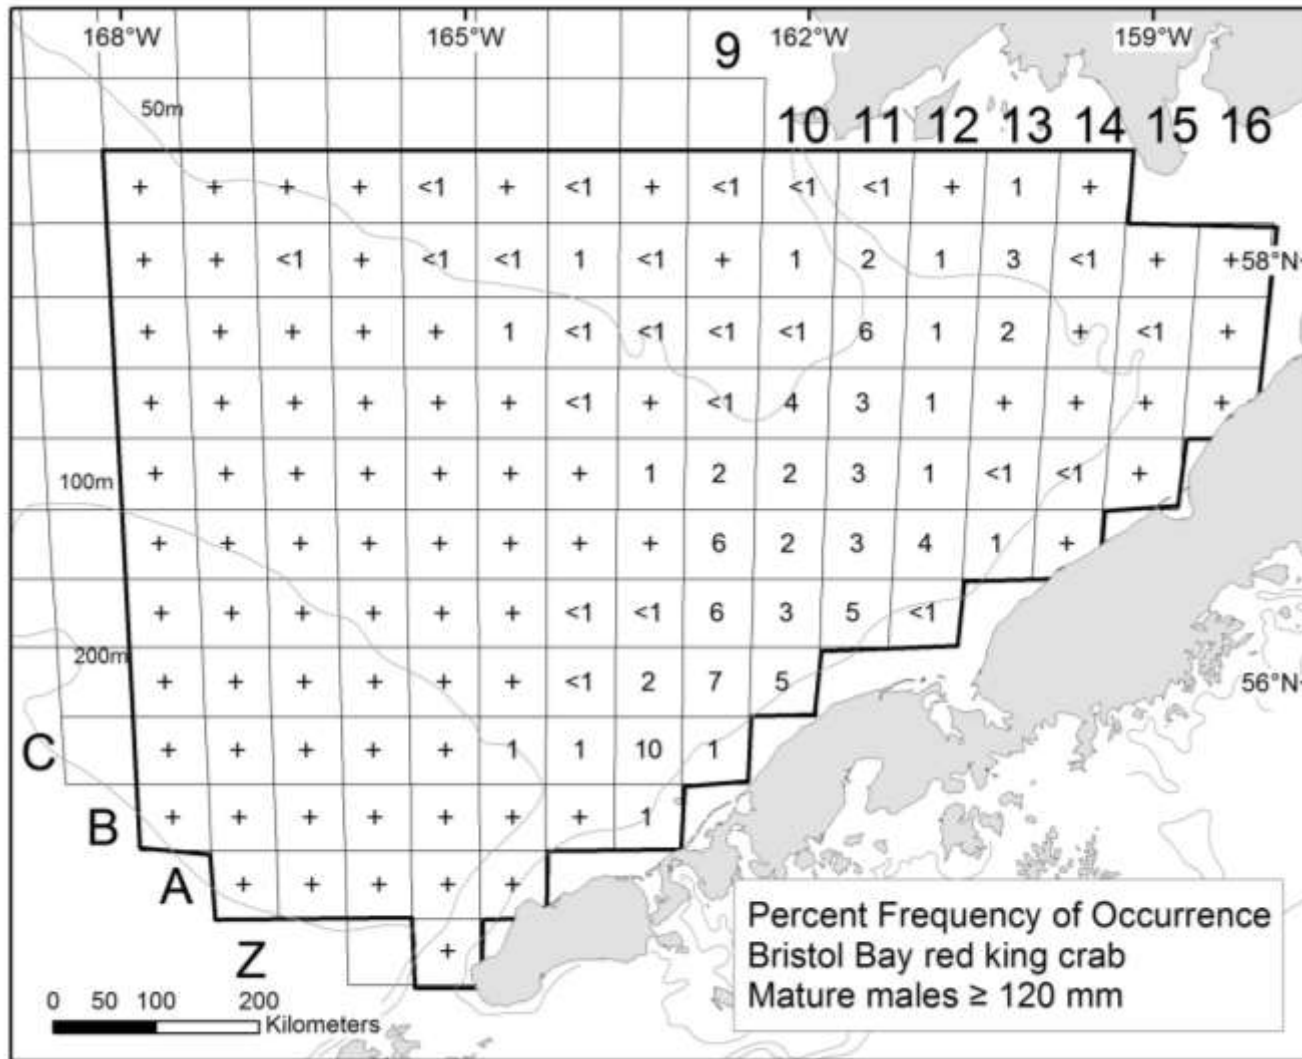 168°W 165°W 162°W 159°W
9
50m
10 11 12 13 14 15 16
+ + + + <1 + <1 + <1 <1 <1 + 1 +
+ + <1 + <1 <1 1 <1 + 1 2 1 3 <1 + + 58°N
+ + + + + 1 <1 <1 <1 <1 6 1 2 + <1 +
+ + + + + + <1 + <1 4 3 1 + + + +
100m + + + + + + + 1 2 2 3 1 <1 <1 +
+ + + + + + + + 6 2 3 4 1 +
+ + + + + + <1 <1 6 3 5 <1
200m + + + + + + <1 2 7 5 56°N
C + + + + + 1 1 10 1
B + + + + + + + 1
A + + + + +
Z +
Percent Frequency of Occurrence
Bristol Bay red king crab
Mature males ≥ 120 mm
0 50 100 200
Kilometers